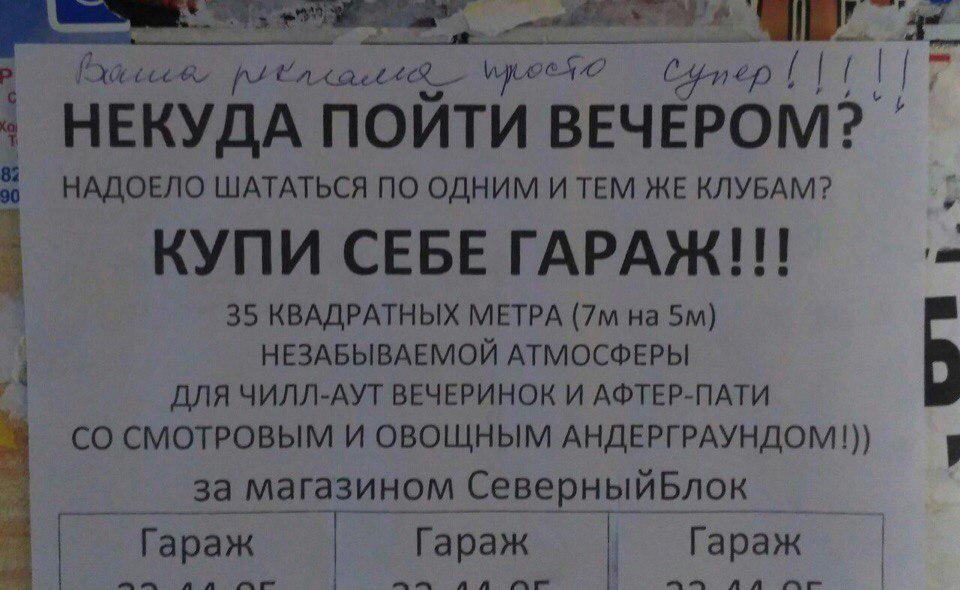 Ваша реклама просто супер!!!!!
НЕКУДА ПОЙТИ ВЕЧЕРОМ?
НАДОЕЛО ШАТАТЬСЯ ПО ОДНИМ И ТЕМ ЖЕ КЛУБАМ?
КУПИ СЕБЕ ГАРАЖ!!!
35 КВАДРАТНЫХ МЕТРА (7м на 5м)
НЕЗАБЫВАЕМОЙ АТМОСФЕРЫ
ДЛЯ ЧИЛЛ-АУТ ВЕЧЕРИНОК И АФТЕР-ПАТИ
СО СМОТРОВЫМ И ОВОЩНЫМ АНДЕРГРАУНДОМ!))
за магазином СеверныйБлок
Гараж Гараж Гараж